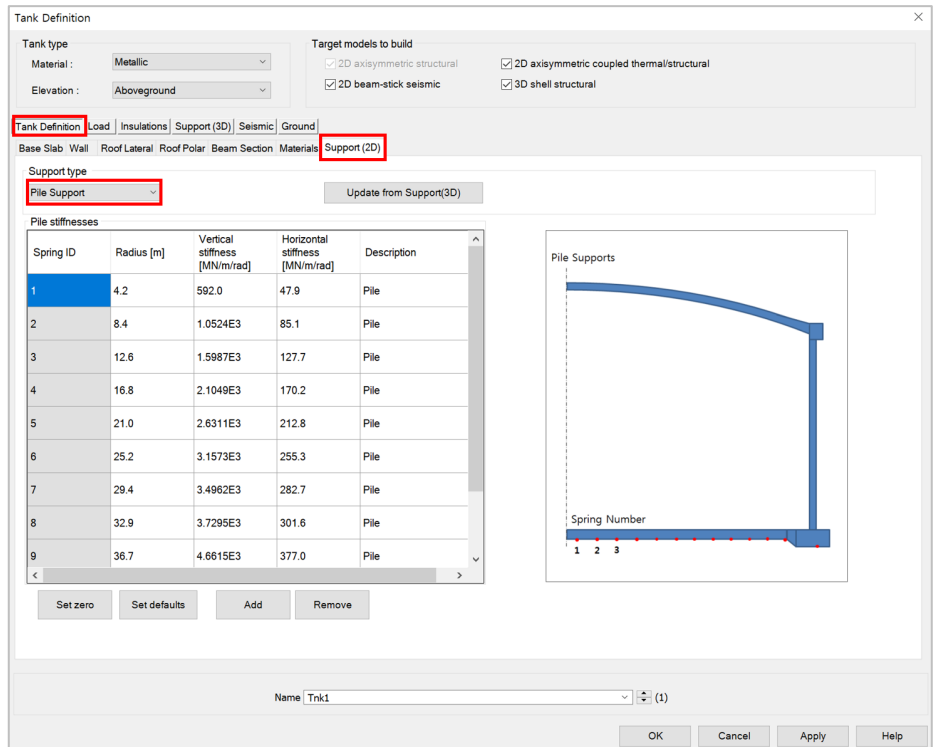 Tank Definition
Tank type
Material :
Metallic
Elevation :
Aboveground
Target models to build
2D axisymmetric structural
2D axisymmetric coupled thermal/structural
2D beam-stick seismic
3D shell structural
Tank Definition Load Insulations Support (3D) Seismic Ground
Base Slab Wall Roof Lateral Roof Polar Beam Section Materials Support (2D)
Support type
Pile Support
Update from Support(3D)
Pile stiffnesses
Spring ID Radius [m] Vertical stiffness [MN/m/rad] Horizontal stiffness [MN/m/rad] Description
1 4.2 592.0 47.9 Pile
2 8.4 1.0524E3 85.1 Pile
3 12.6 1.5987E3 127.7 Pile
4 16.8 2.1049E3 170.2 Pile
5 21.0 2.6311E3 212.8 Pile
6 25.2 3.1573E3 255.3 Pile
7 29.4 3.4962E3 282.7 Pile
8 32.9 3.7295E3 301.6 Pile
9 36.7 4.6615E3 377.0 Pile
Set zero Set defaults Add Remove
Pile Supports
Spring Number
1 2 3
Name Tnk1 (1)
OK Cancel Apply Help